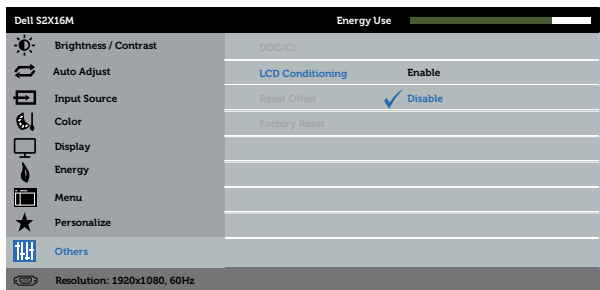 Dell S2X16M Energy Use
Brightness / Contrast DDC/CI
Auto Adjust LCD Conditioning Enable
Input Source Reset Other Disable
Color Factory Reset
Display
Energy
Menu
Personalize
Others
Resolution: 1920x1080, 60Hz